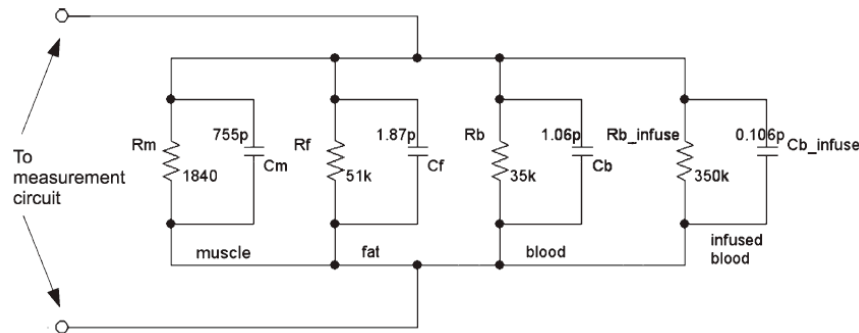 To
measurement
circuit
Rm
1840
755p
Cm
muscle
Rf
51k
1.87p
Cf
fat
Rb
35k
1.06p
Cb
blood
Rb_infuse
350k
0.106p
Cb_infuse
infused
blood